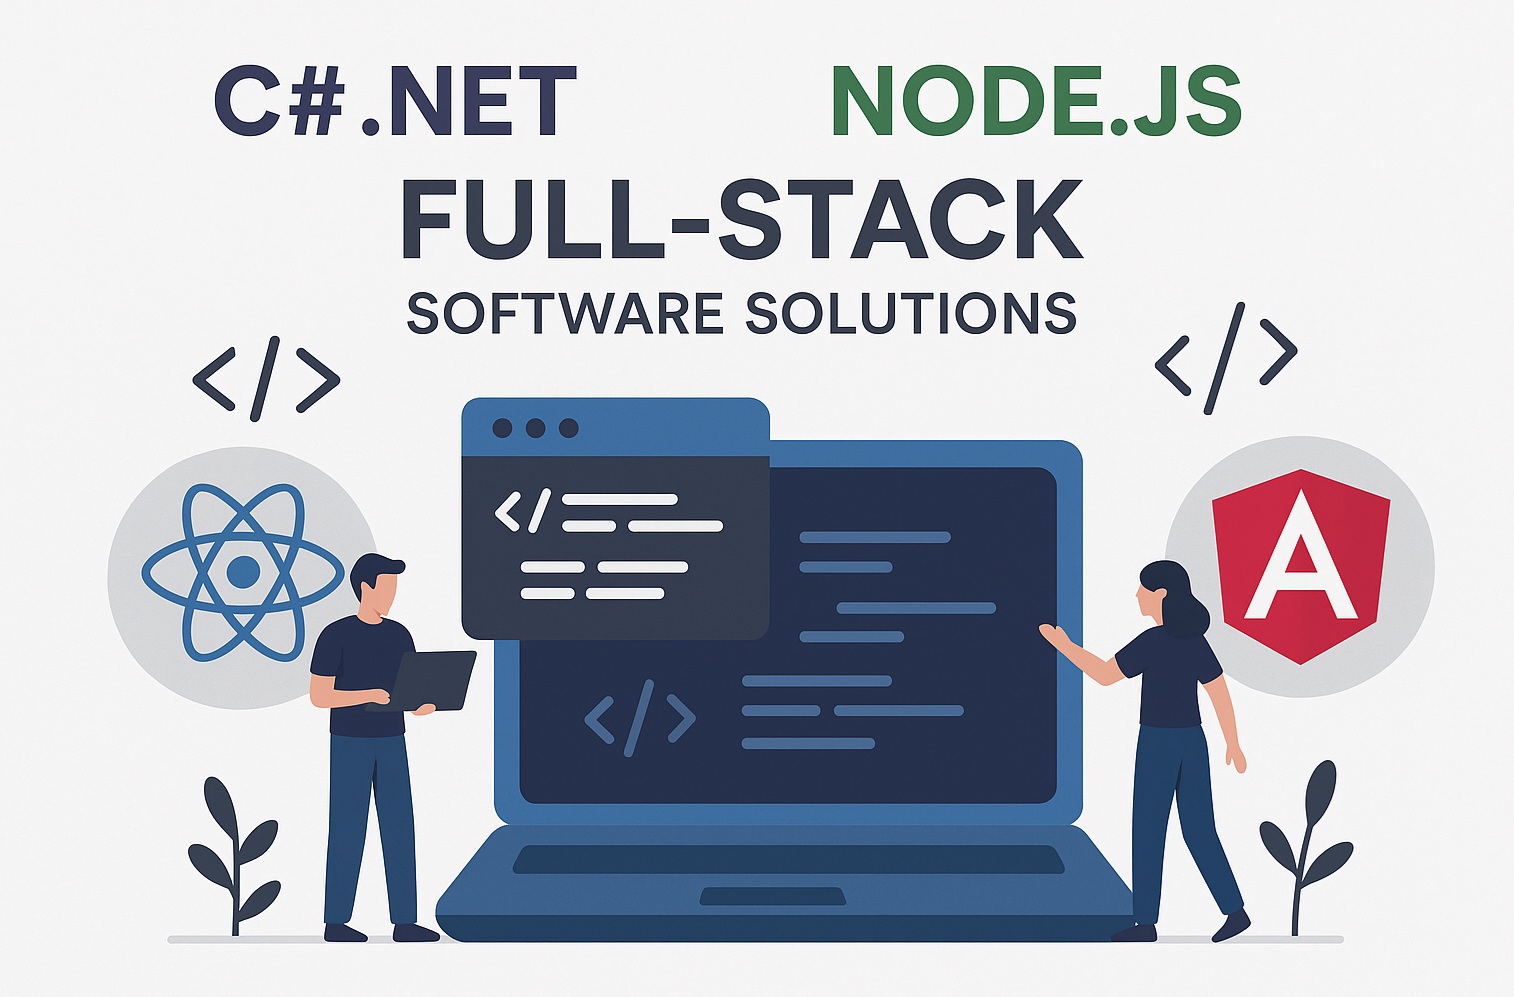 C# .NET
NODE.JS
FULL-STACK
SOFTWARE SOLUTIONS
</>
</>
</
</>
A